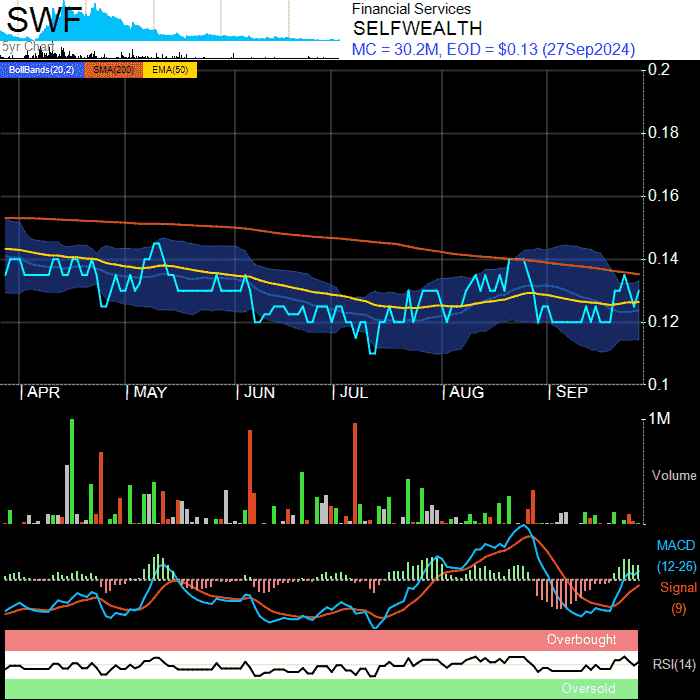 SWF
5yr Chart
Financial Services
SELFWEALTH
MC = 30.2M, EOD = $0.13 (27Sep2024)
BollBands(20,2) SMA(200) EMA(50)
0.2
0.18
0.16
0.14
0.12
0.1
APR MAY JUN JUL AUG SEP
1M
Volume
MACD
(12-26)
Signal
(9)
Overbought
RSI(14)
Oversold